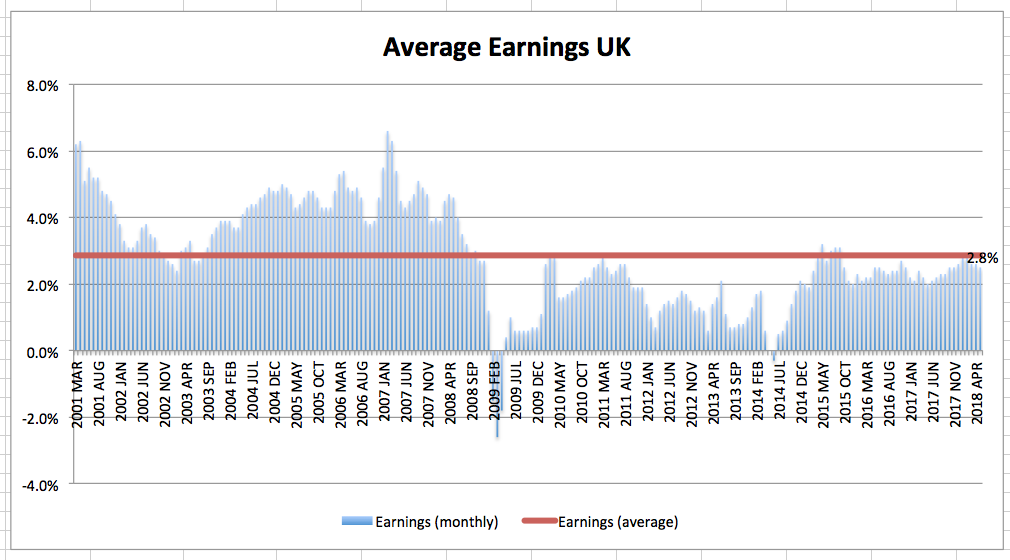 Average Earnings UK
8.0%
6.0%
4.0%
2.8%
2.0%
0.0%
-2.0%
-4.0%
2001 MAR
2001 AUG
2002 JAN
2002 JUN
2002 NOV
2003 APR
2003 SEP
2004 FEB
2004 JUL
2004 DEC
2005 MAY
2005 OCT
2006 MAR
2006 AUG
2007 JAN
2007 JUN
2007 NOV
2008 APR
2008 SEP
2009 FEB
2009 JUL
2009 DEC
2010 MAY
2010 OCT
2011 MAR
2011 AUG
2012 JAN
2012 JUN
2012 NOV
2013 APR
2013 SEP
2014 FEB
2014 JUL
2014 DEC
2015 MAY
2015 OCT
2016 MAR
2016 AUG
2017 JAN
2017 JUN
2017 NOV
2018 APR
Earnings (monthly)
Earnings (average)